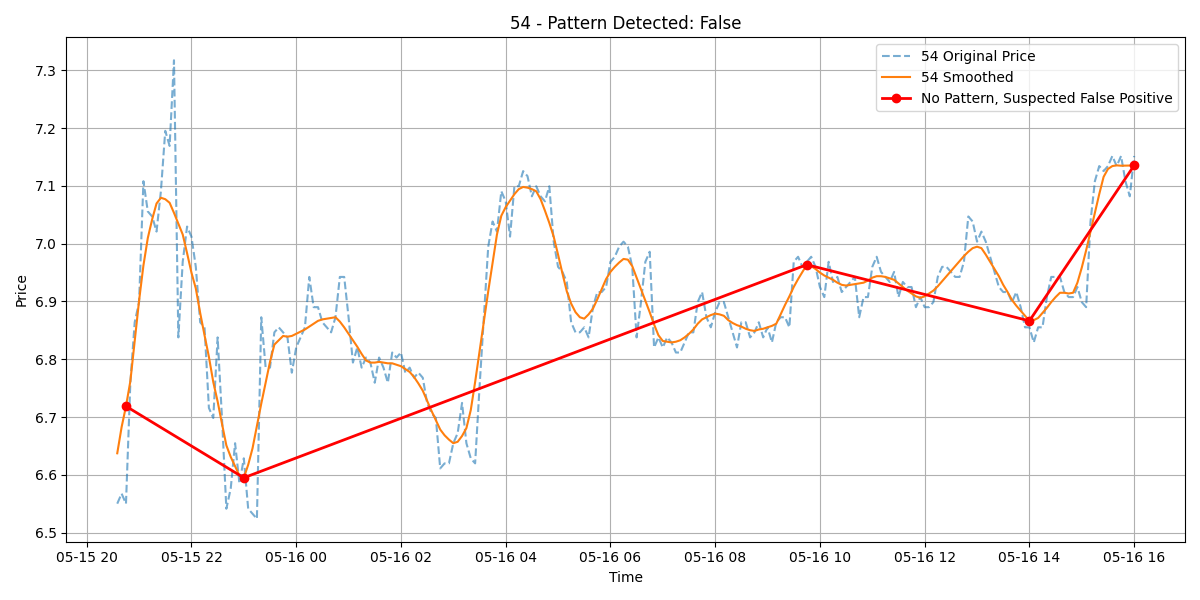 54 - Pattern Detected: False
54 Original Price
54 Smoothed
No Pattern, Suspected False Positive
Price
7.3
7.2
7.1
7.0
6.9
6.8
6.7
6.6
6.5
05-15 20 05-15 22 05-16 00 05-16 02 05-16 04 05-16 06 05-16 08 05-16 10 05-16 12 05-16 14 05-16 16
Time